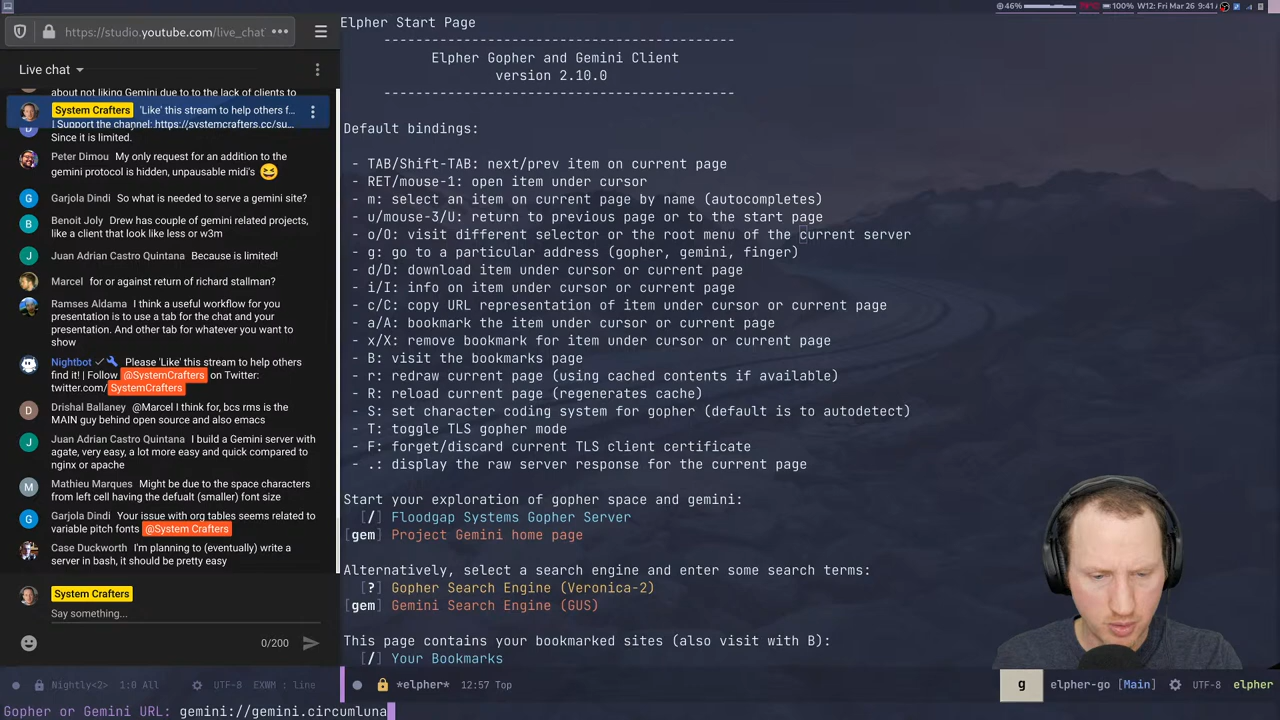 46%
100%
W12: Fri Mar 26
9:41 A
https://studio.youtube.com/live_chat
Live chat
about not liking Gemini due to to the lack of clients to
System Crafters 'Like' this stream to help others f...
| Support the channel: https://systemcrafters.cc/su...
Since it is limited.
Peter Dimou My only request for an addition to the
gemini protocol is hidden, unpausable midi's
Garjola Dindi So what is needed to serve a gemini site?
Benoit Joly Drew has couple of gemini related projects,
like a client that look like less or w3m
Juan Adrian Castro Quintana Because is limited!
Marcel for or against return of richard stallman?
Ramses Aldama I think a useful workflow for you
presentation is to use a tab for the chat and your
presentation. And other tab for whatever you want to
show
Nightbot Please 'Like' this stream to help others
find it! | Follow @SystemCrafters on Twitter:
twitter.com/ SystemCrafters
Drishal Ballaney @Marcel I think for, bcs rms is the
MAIN guy behind open source and also emacs
Juan Adrian Castro Quintana I build a Gemini server with
agate, very easy, a lot more easy and quick compared to
nginx or apache
Mathieu Marques Might be due to the space characters
from left cell having the defualt (smaller) font size
Garjola Dindi Your issue with org tables seems related to
variable pitch fonts @System Crafters
Case Duckworth I'm planning to (eventually) write a
server in bash, it should be pretty easy
System Crafters
Say something...
0/200
Nightly<2> 1:0 All UTF-8 EXWM : line
Elpher Start Page
--------------------------------------------
Elpher Gopher and Gemini Client
version 2.10.0
--------------------------------------------
Default bindings:
- TAB/Shift-TAB: next/prev item on current page
- RET/mouse-1: open item under cursor
- m: select an item on current page by name (autocompletes)
- u/mouse-3/U: return to previous page or to the start page
- o/O: visit different selector or the root menu of the current server
- g: go to a particular address (gopher, gemini, finger)
- d/D: download item under cursor or current page
- i/I: info on item under cursor or current page
- c/C: copy URL representation of item under cursor or current page
- a/A: bookmark the item under cursor or current page
- x/X: remove bookmark for item under cursor or current page
- B: visit the bookmarks page
- r: redraw current page (using cached contents if available)
- R: reload current page (regenerates cache)
- S: set character coding system for gopher (default is to autodetect)
- T: toggle TLS gopher mode
- F: forget/discard current TLS client certificate
- .: display the raw server response for the current page
Start your exploration of gopher space and gemini:
[/] Floodgap Systems Gopher Server
[gem] Project Gemini home page
Alternatively, select a search engine and enter some search terms:
[?] Gopher Search Engine (Veronica-2)
[gem] Gemini Search Engine (GUS)
This page contains your bookmarked sites (also visit with B):
[/] Your Bookmarks
*elpher* 12:57 Top
g elpher-go [Main] UTF-8 elpher
Gopher or Gemini URL: gemini://gemini.circumluna